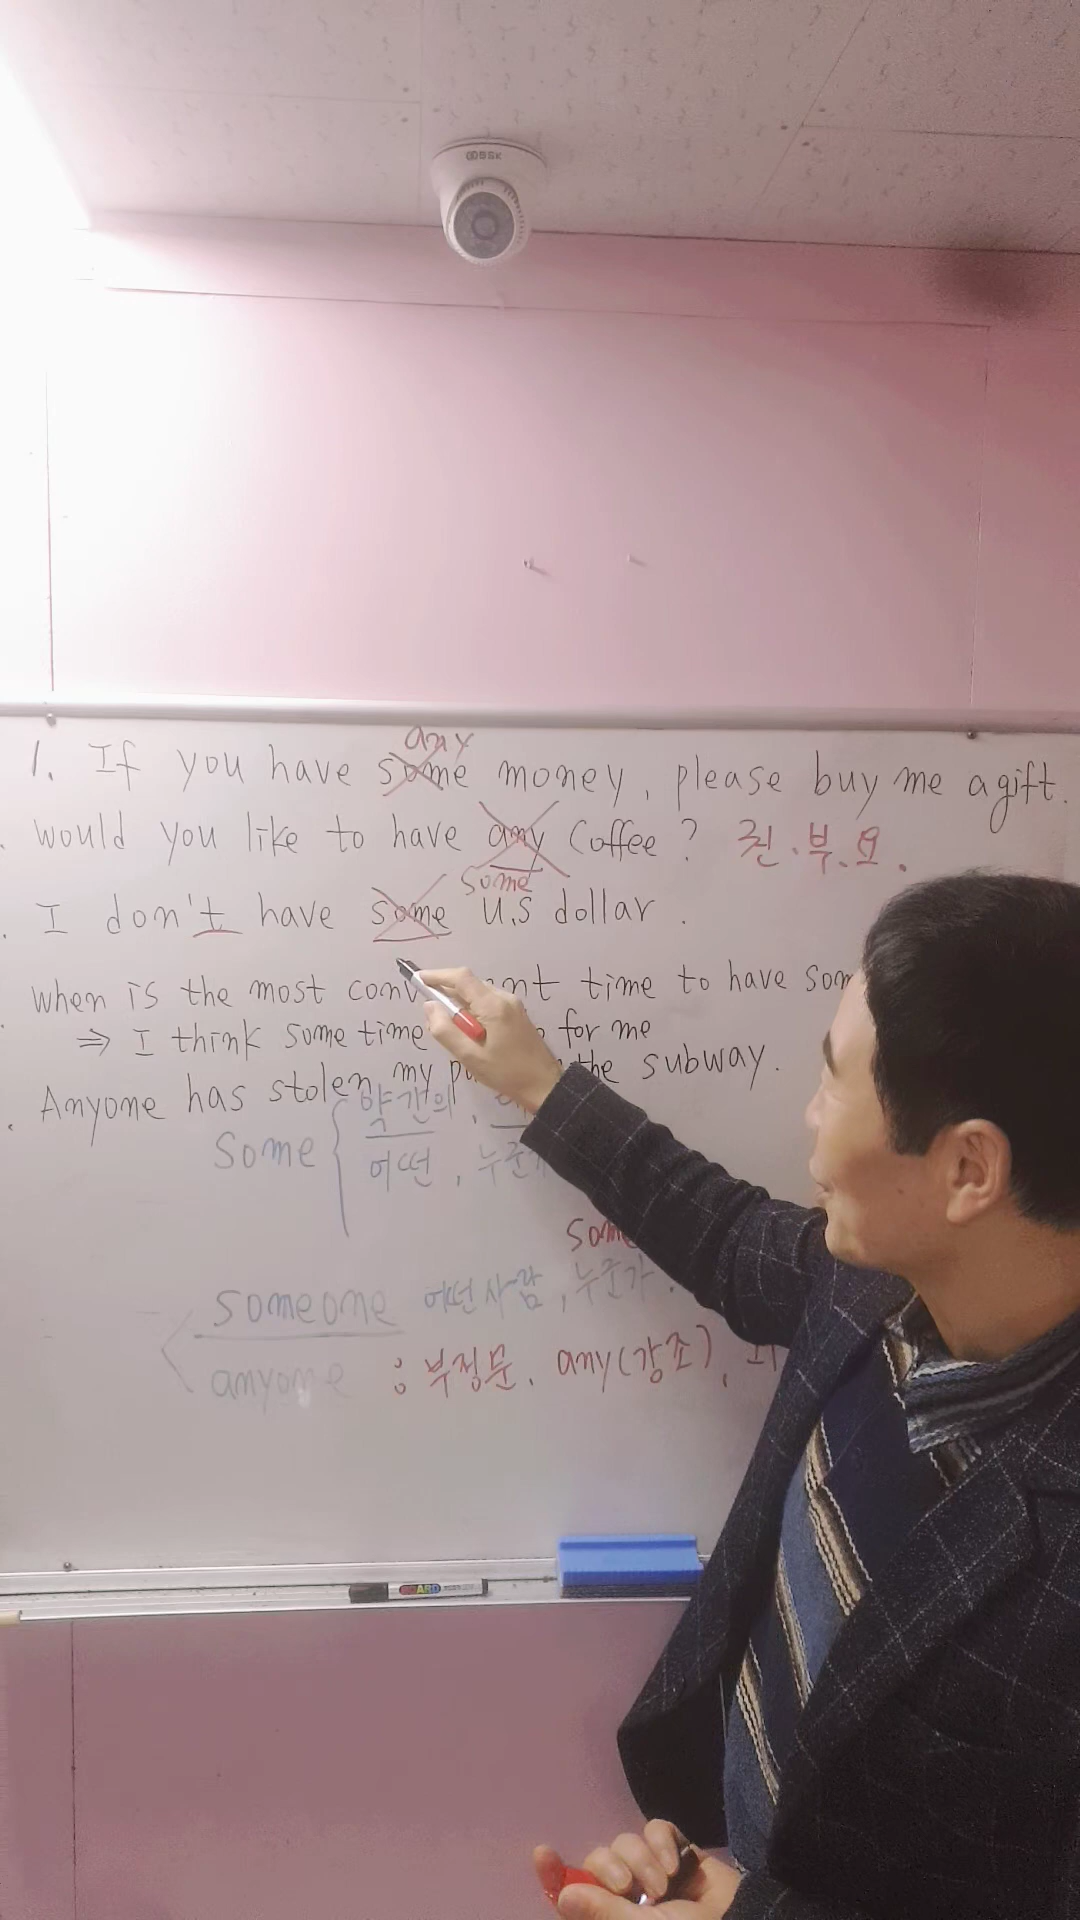 BSK
any
1. If you have some money, please buy me a gift.
would you like to have any coffee? 권.부.요.
some
I don't have some U.S dollar.
when is the most time to have
⇒ I think some time for me
Anyone has stolen my the subway.
some { 약간의,
어떤, 누군가
someone 어떤사람, 누군가.
anyone : 부정문, any(강조),
BOARD